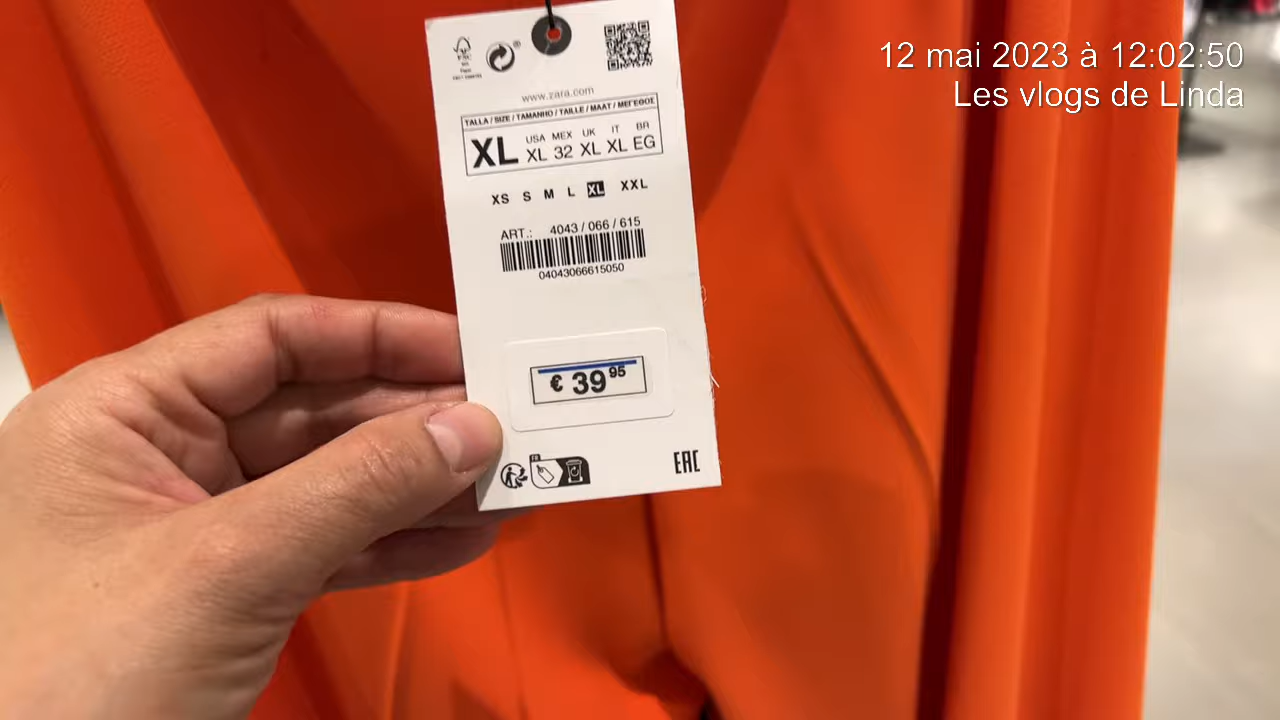 12 mai 2023 à 12:02:50
Les vlogs de Linda
www.zara.com
TALLA / SIZE / TAMANHO / TAILLE / MAAT / ΜΕΓΕΘΟΣ
XL
USA MEX UK IT BR
XL 32 XL XL EG
XS S M L XL XXL
ART.: 4043 / 066 / 615
04043066615050
€ 39 95
FR
EAC